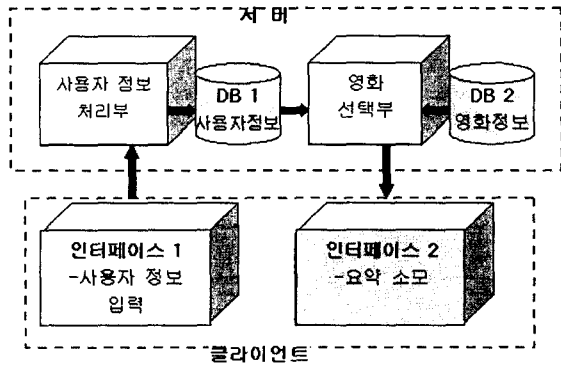 서 버
사용자 정보
처리부
DB 1
사용자정보
영화
선택부
DB 2
영화정보
인터페이스 1
-사용자 정보
입력
인터페이스 2
-요약 소모
클라이언트